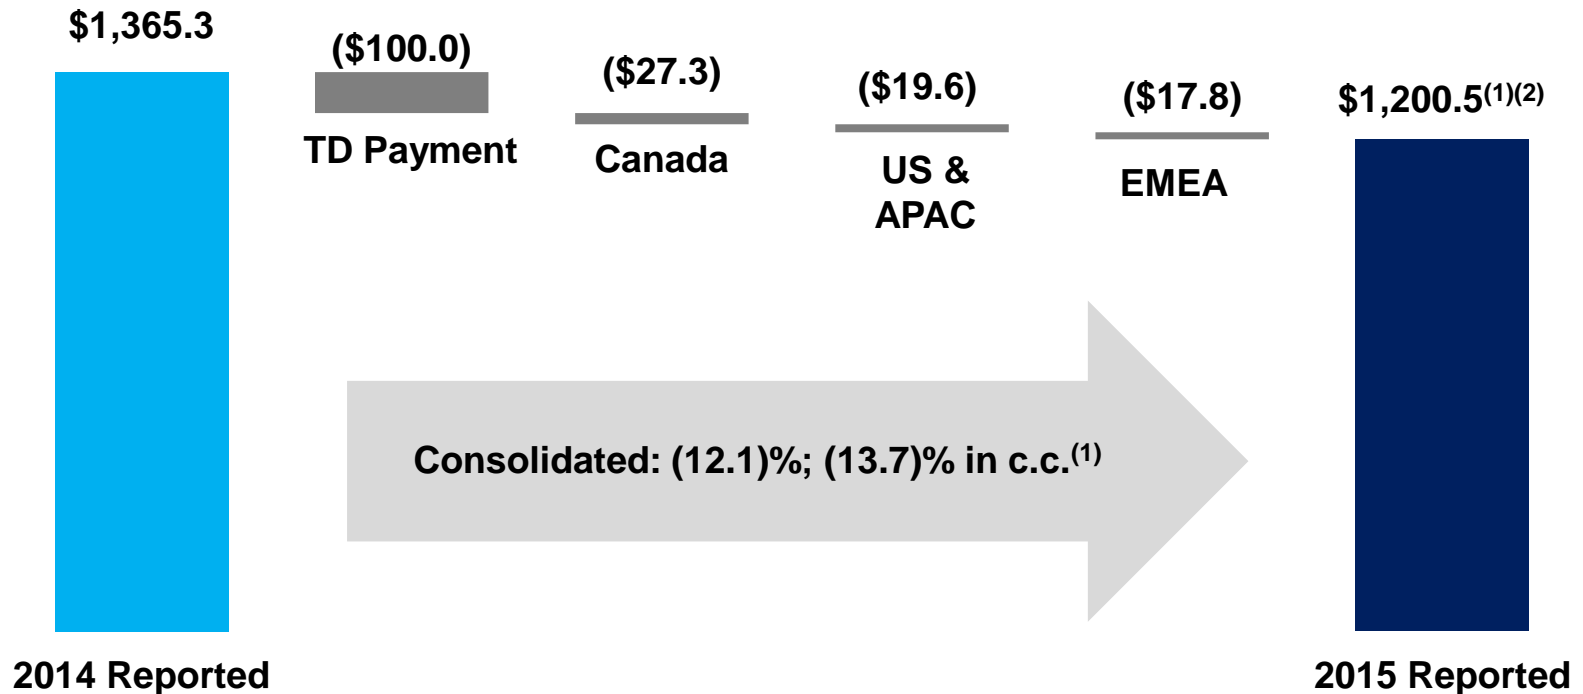 $1,365.3
($100.0)
TD Payment
($27.3)
Canada
($19.6)
US &
APAC
($17.8)
EMEA
$1,200.5(1)(2)
Consolidated: (12.1)%; (13.7)% in c.c.(1)
2014 Reported
2015 Reported